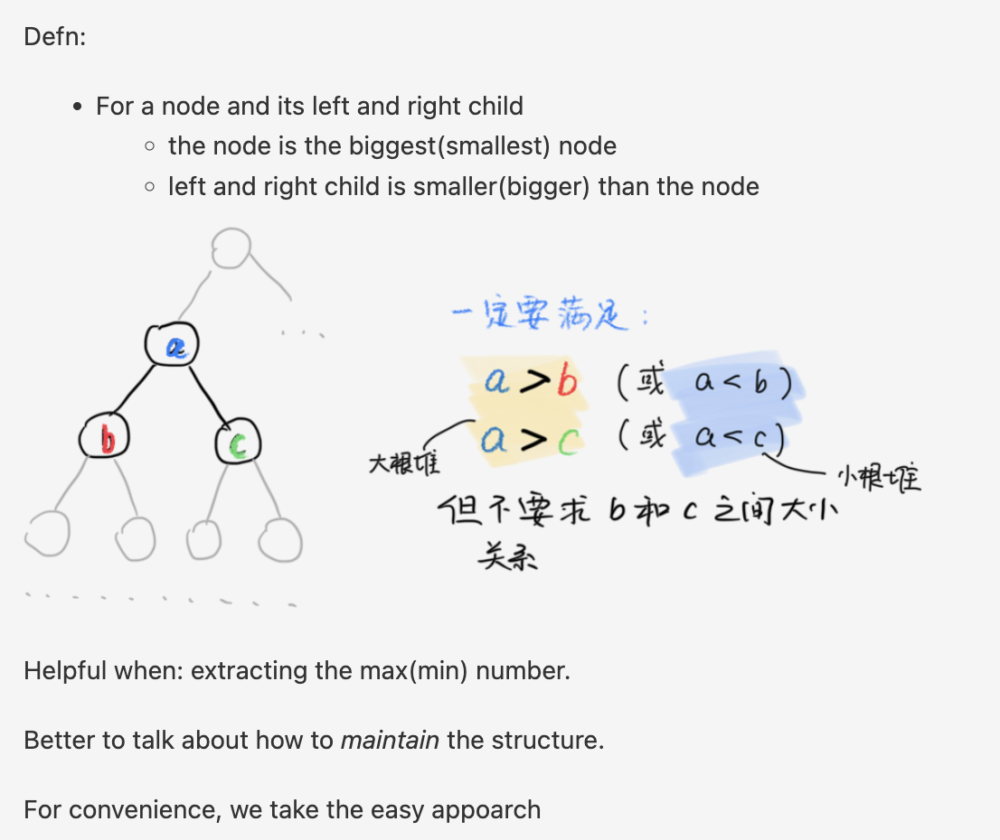 Defn:
For a node and its left and right child
the node is the biggest(smallest) node
left and right child is smaller(bigger) than the node
一定要满足：
a
a > b （或 a < b）
b
c
a > c （或 a < c）
大根堆
小根堆
但不要求 b 和 c 之间大小
关系
Helpful when: extracting the max(min) number.
Better to talk about how to maintain the structure.
For convenience, we take the easy appoarch